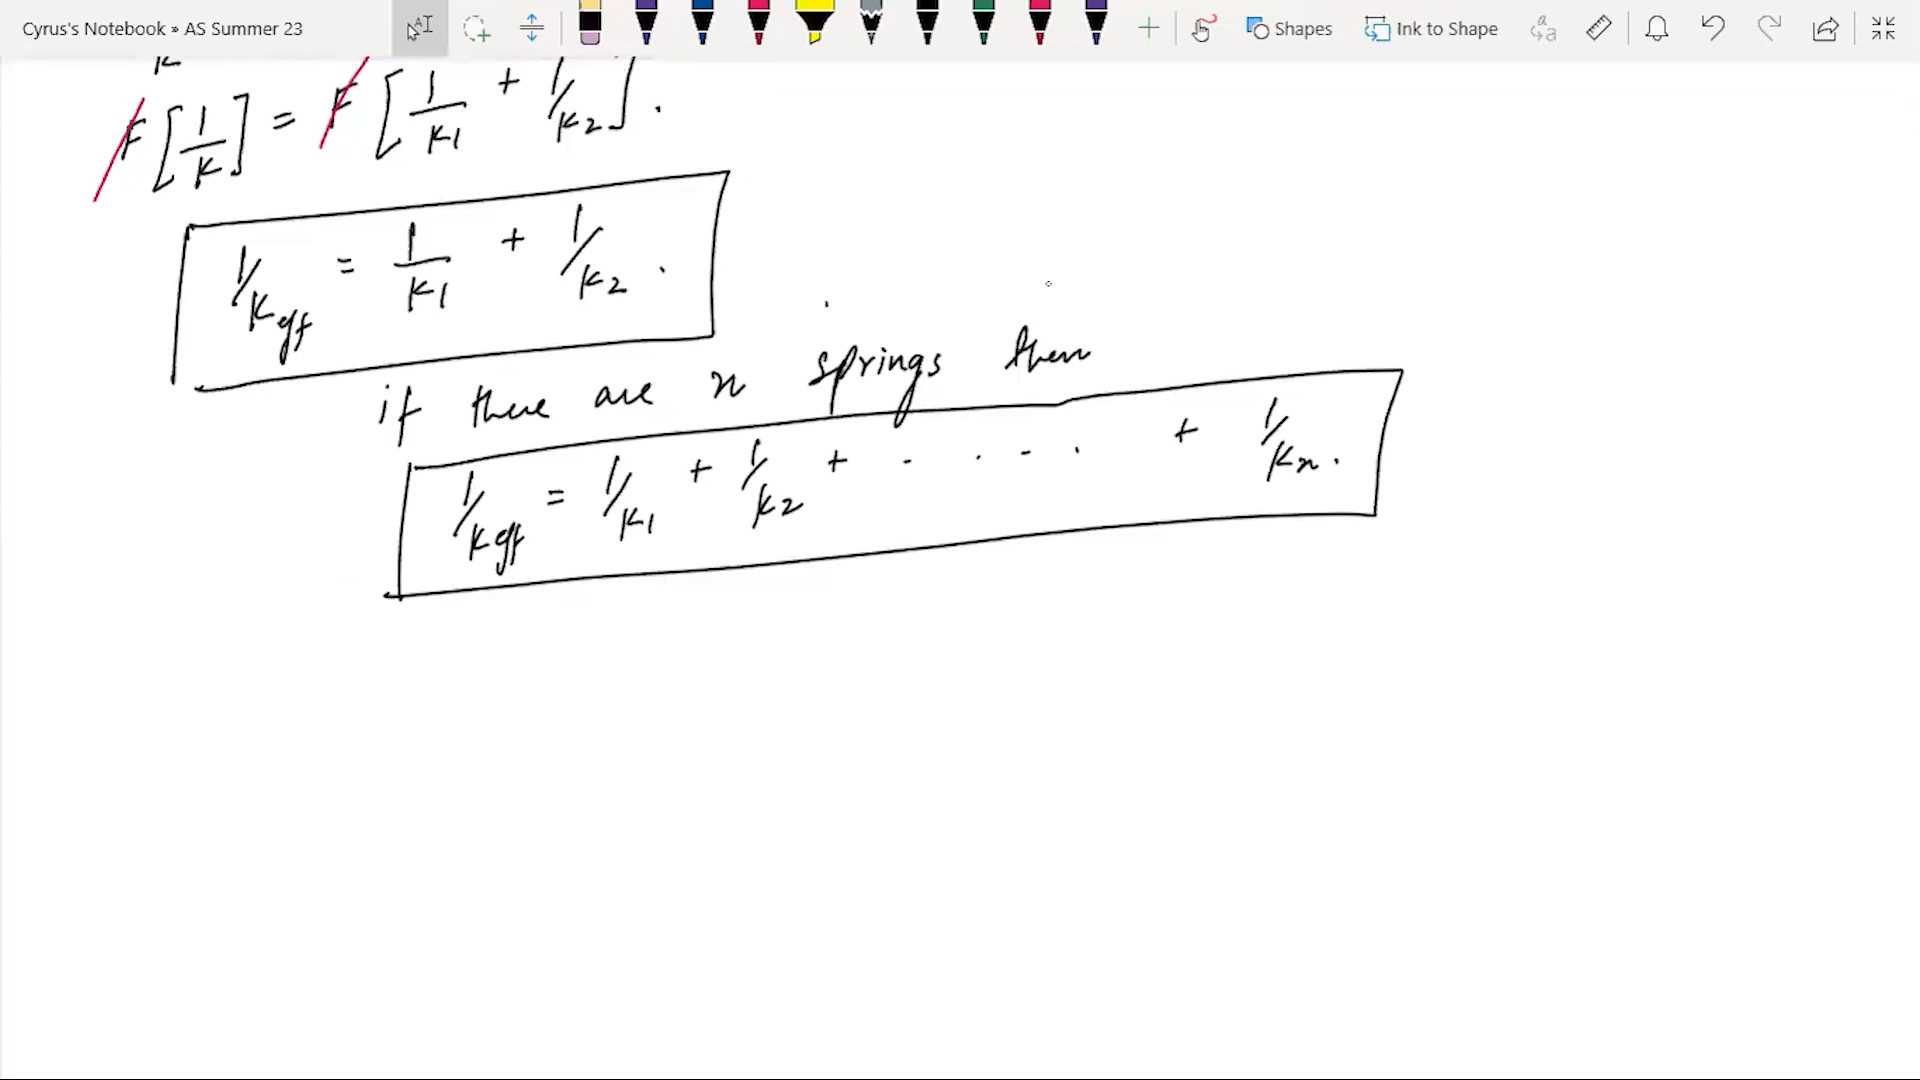 Cyrus's Notebook » AS Summer 23
Shapes
Ink to Shape
K
F[1/K] = F[1/K1 + 1/K2].
1/Keff = 1/K1 + 1/K2.
if there are n springs then
1/Keff = 1/K1 + 1/K2 + - . - . + 1/Kn.